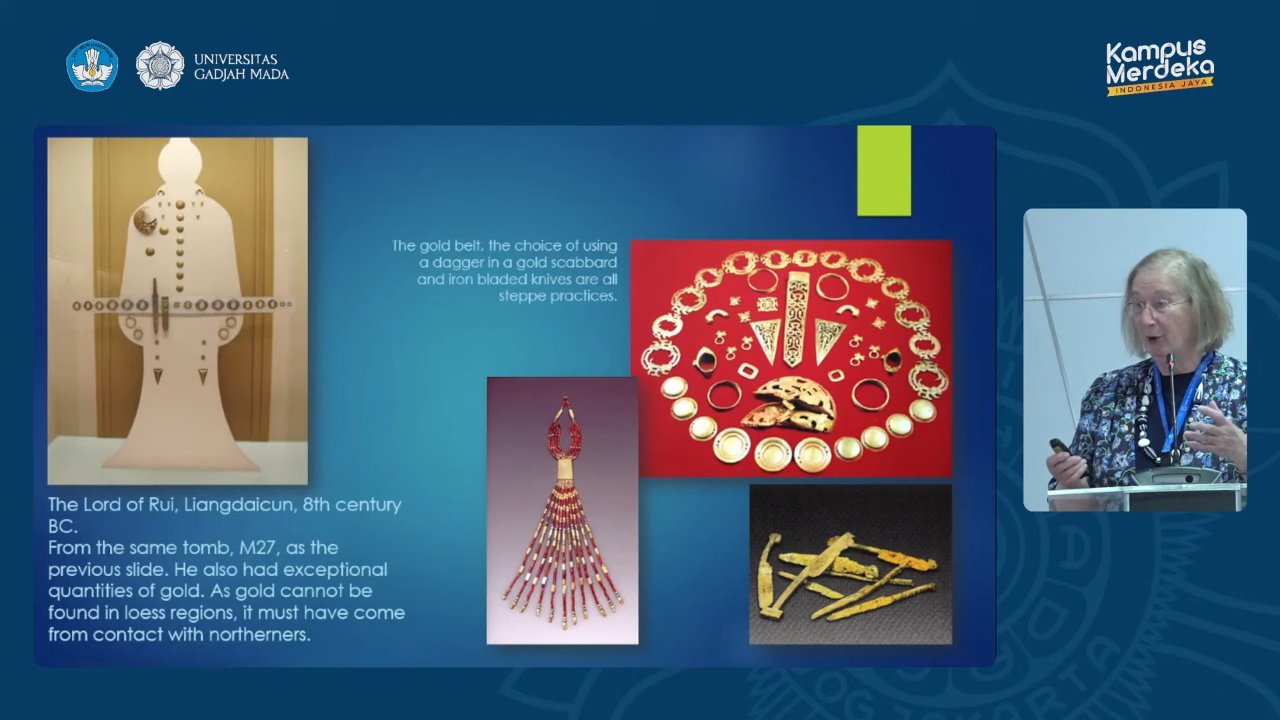 UNIVERSITAS
GADJAH MADA
Kampus
Merdeka
INDONESIA JAYA
The gold belt, the choice of using
a dagger in a gold scabbard
and iron bladed knives are all
steppe practices.
The Lord of Rui, Liangdaicun, 8th century
BC.
From the same tomb, M27, as the
previous slide. He also had exceptional
quantities of gold. As gold cannot be
found in loess regions, it must have come
from contact with northerners.